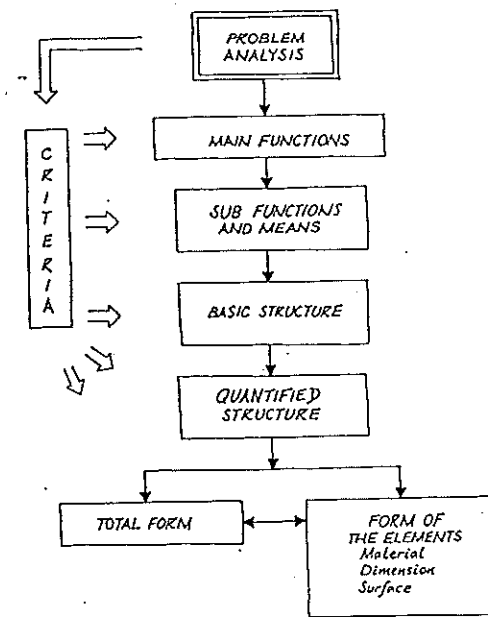 PROBLEM
ANALYSIS
CRITERIA
MAIN FUNCTIONS
SUB FUNCTIONS
AND MEANS
BASIC STRUCTURE
QUANTIFIED
STRUCTURE
TOTAL FORM
FORM OF
THE ELEMENTS
Material
Dimension
Surface